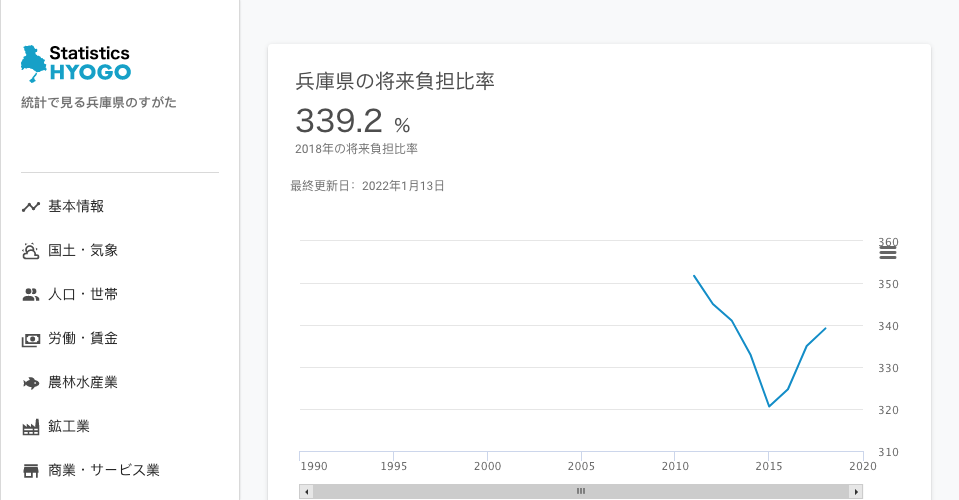 Statistics
HYOGO
統計で見る兵庫県のすがた
基本情報
国土・気象
人口・世帯
労働・賃金
農林水産業
鉱工業
商業・サービス業
兵庫県の将来負担比率
339.2 %
2018年の将来負担比率
最終更新日：2022年1月13日
360
350
340
330
320
310
1990 1995 2000 2005 2010 2015 2020